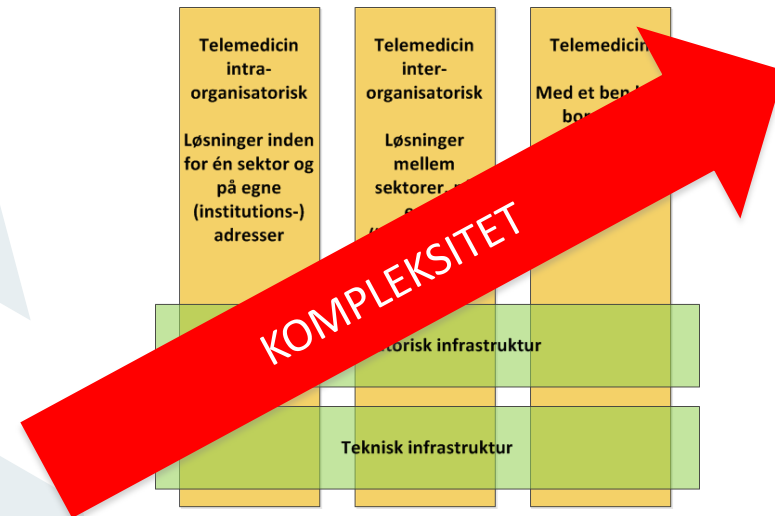 Telemedicin
intra-
organisatorisk
Løsninger inden
for én sektor og
på egne
(institutions-)
adresser
Telemedicin
inter-
organisatorisk
Løsninger
mellem
sektorer,
Telemedicin
Med et ben
KOMPLEKSITET
infrastruktur
Teknisk infrastruktur